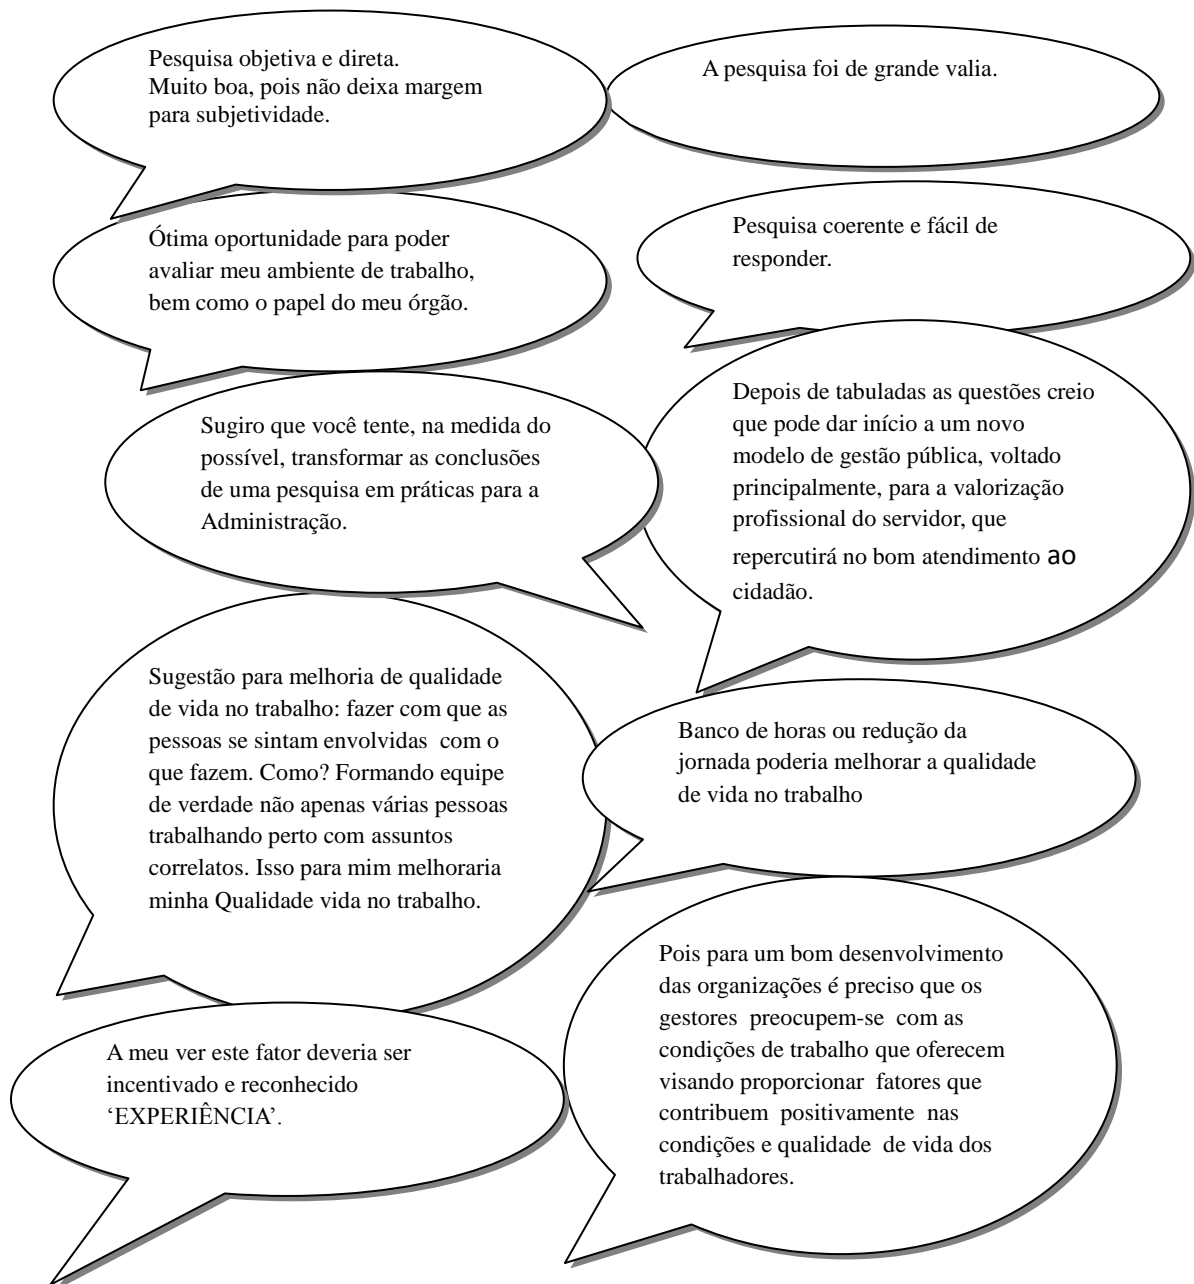 Pesquisa objetiva e direta.
Muito boa, pois não deixa margem
para subjetividade.
A pesquisa foi de grande valia.
Ótima oportunidade para poder
avaliar meu ambiente de trabalho,
bem como o papel do meu órgão.
Pesquisa coerente e fácil de
responder.
Sugiro que você tente, na medida do
possível, transformar as conclusões
de uma pesquisa em práticas para a
Administração.
Depois de tabuladas as questões creio
que pode dar início a um novo
modelo de gestão pública, voltado
principalmente, para a valorização
profissional do servidor, que
repercutirá no bom atendimento ao
cidadão.
Sugestão para melhoria de qualidade
de vida no trabalho: fazer com que as
pessoas se sintam envolvidas com o
que fazem. Como? Formando equipe
de verdade não apenas várias pessoas
trabalhando perto com assuntos
correlatos. Isso para mim melhoraria
minha Qualidade vida no trabalho.
Banco de horas ou redução da
jornada poderia melhorar a qualidade
de vida no trabalho
A meu ver este fator deveria ser
incentivado e reconhecido
‘EXPERIÊNCIA’.
Pois para um bom desenvolvimento
das organizações é preciso que os
gestores preocupem-se com as
condições de trabalho que oferecem
visando proporcionar fatores que
contribuem positivamente nas
condições e qualidade de vida dos
trabalhadores.